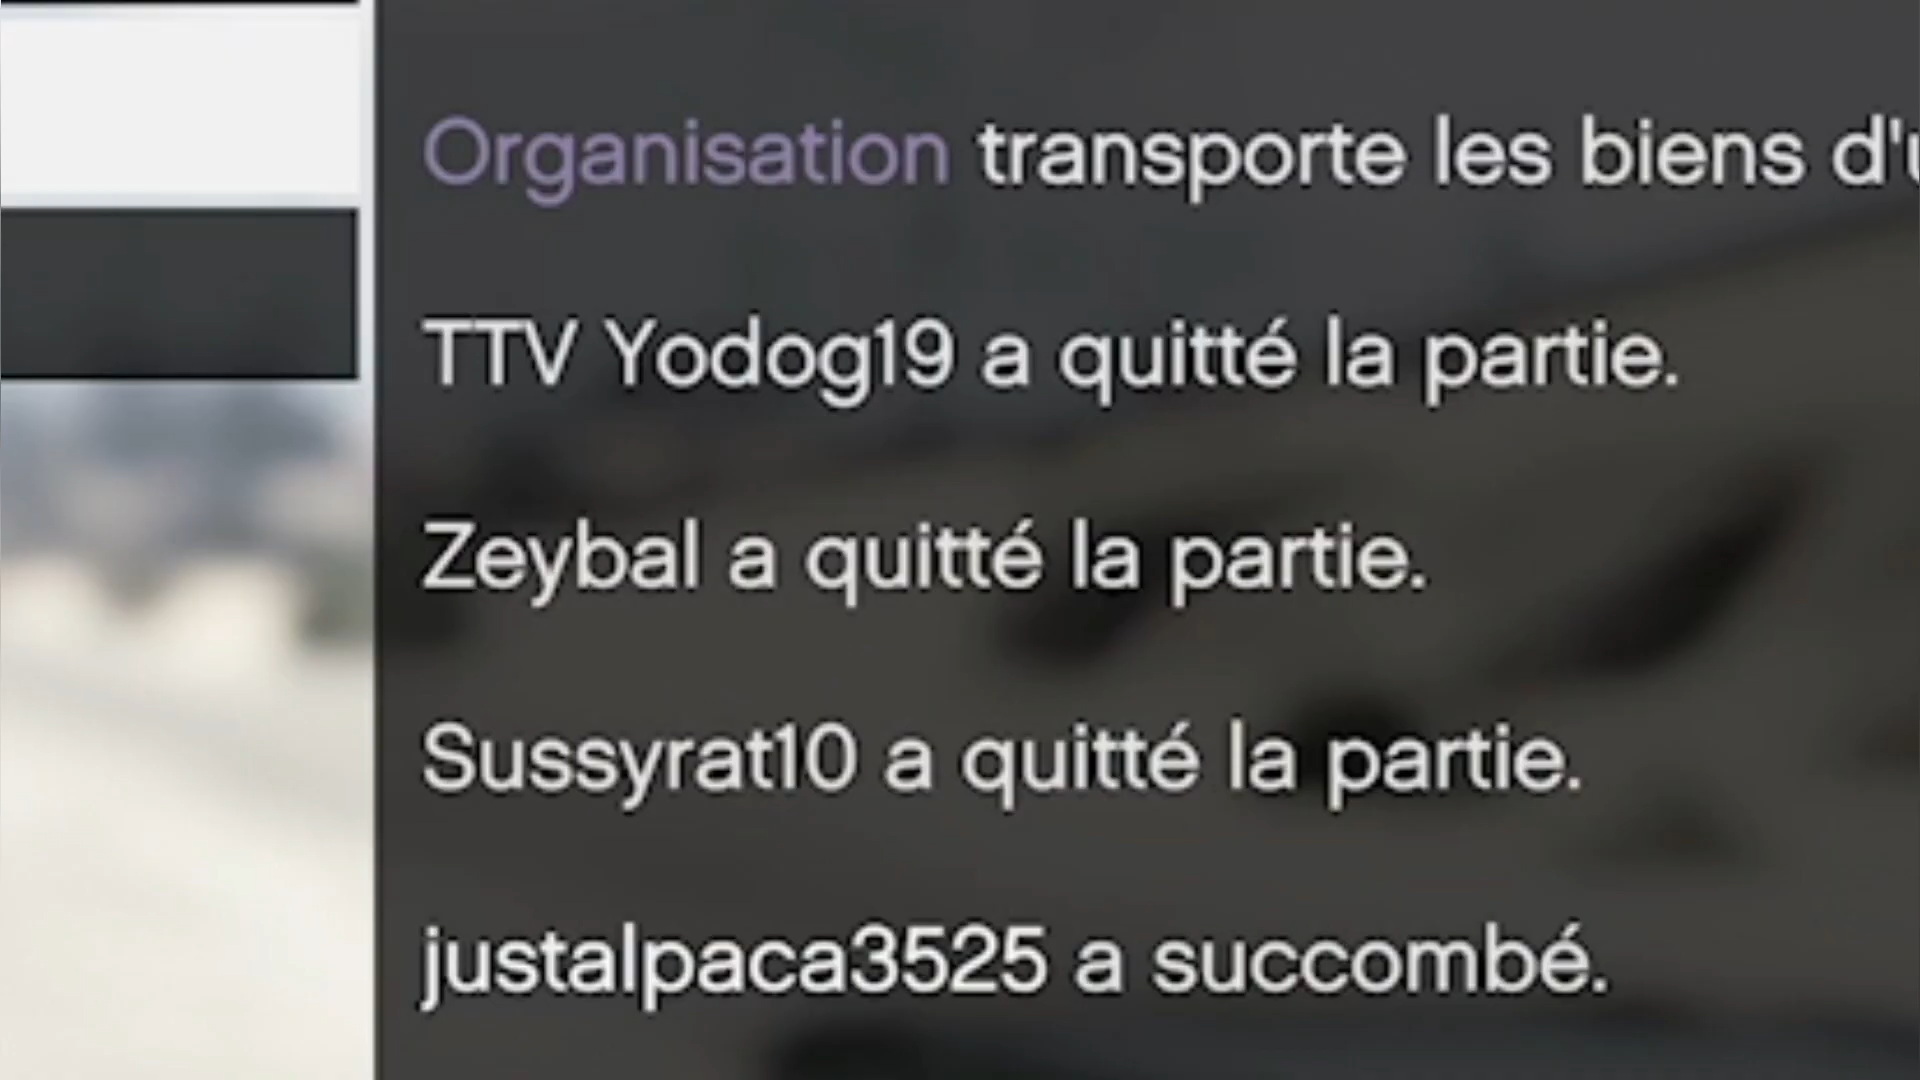 Organisation transporte les biens
TTV Yodog19 a quitté la partie.
Zeybal a quitté la partie.
Sussyrat10 a quitté la partie.
justalpaca3525 a succombé.